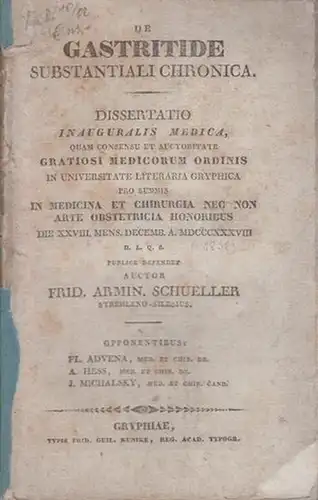 DE
GASTRITIDE
SUBSTANTIALI CHRONICA.
DISSERTATIO
INAUGURALIS MEDICA,
QUAM CONSENSU ET AUCTORITATE
GRATIOSI MEDICORUM ORDINIS
IN UNIVERSITATE LITERARIA GRYPHICA
PRO SUMMIS
IN MEDICINA ET CHIRURGIA NEC NON
ARTE OBSTETRICIA HONORIBUS
DIE XXVIII. MENS. DECEMB. A. MDCCCXXXVIII
H. L. Q. S.
PUBLICE DEFENDET
AUCTOR
FRID. ARMIN. SCHUELLER
STREHLENO-SILESIUS.
OPPONENTIBUS:
FL. ADVENA, MED. ET CHIR. DR.
A. HESS, MED. ET CHIR. DR.
J. MICHALSKY, MED. ET CHIR. CAND.
GRYPHIAE,
TYPIS FRID. GUIL. KUNIKE, REG. ACAD. TYPOGR.